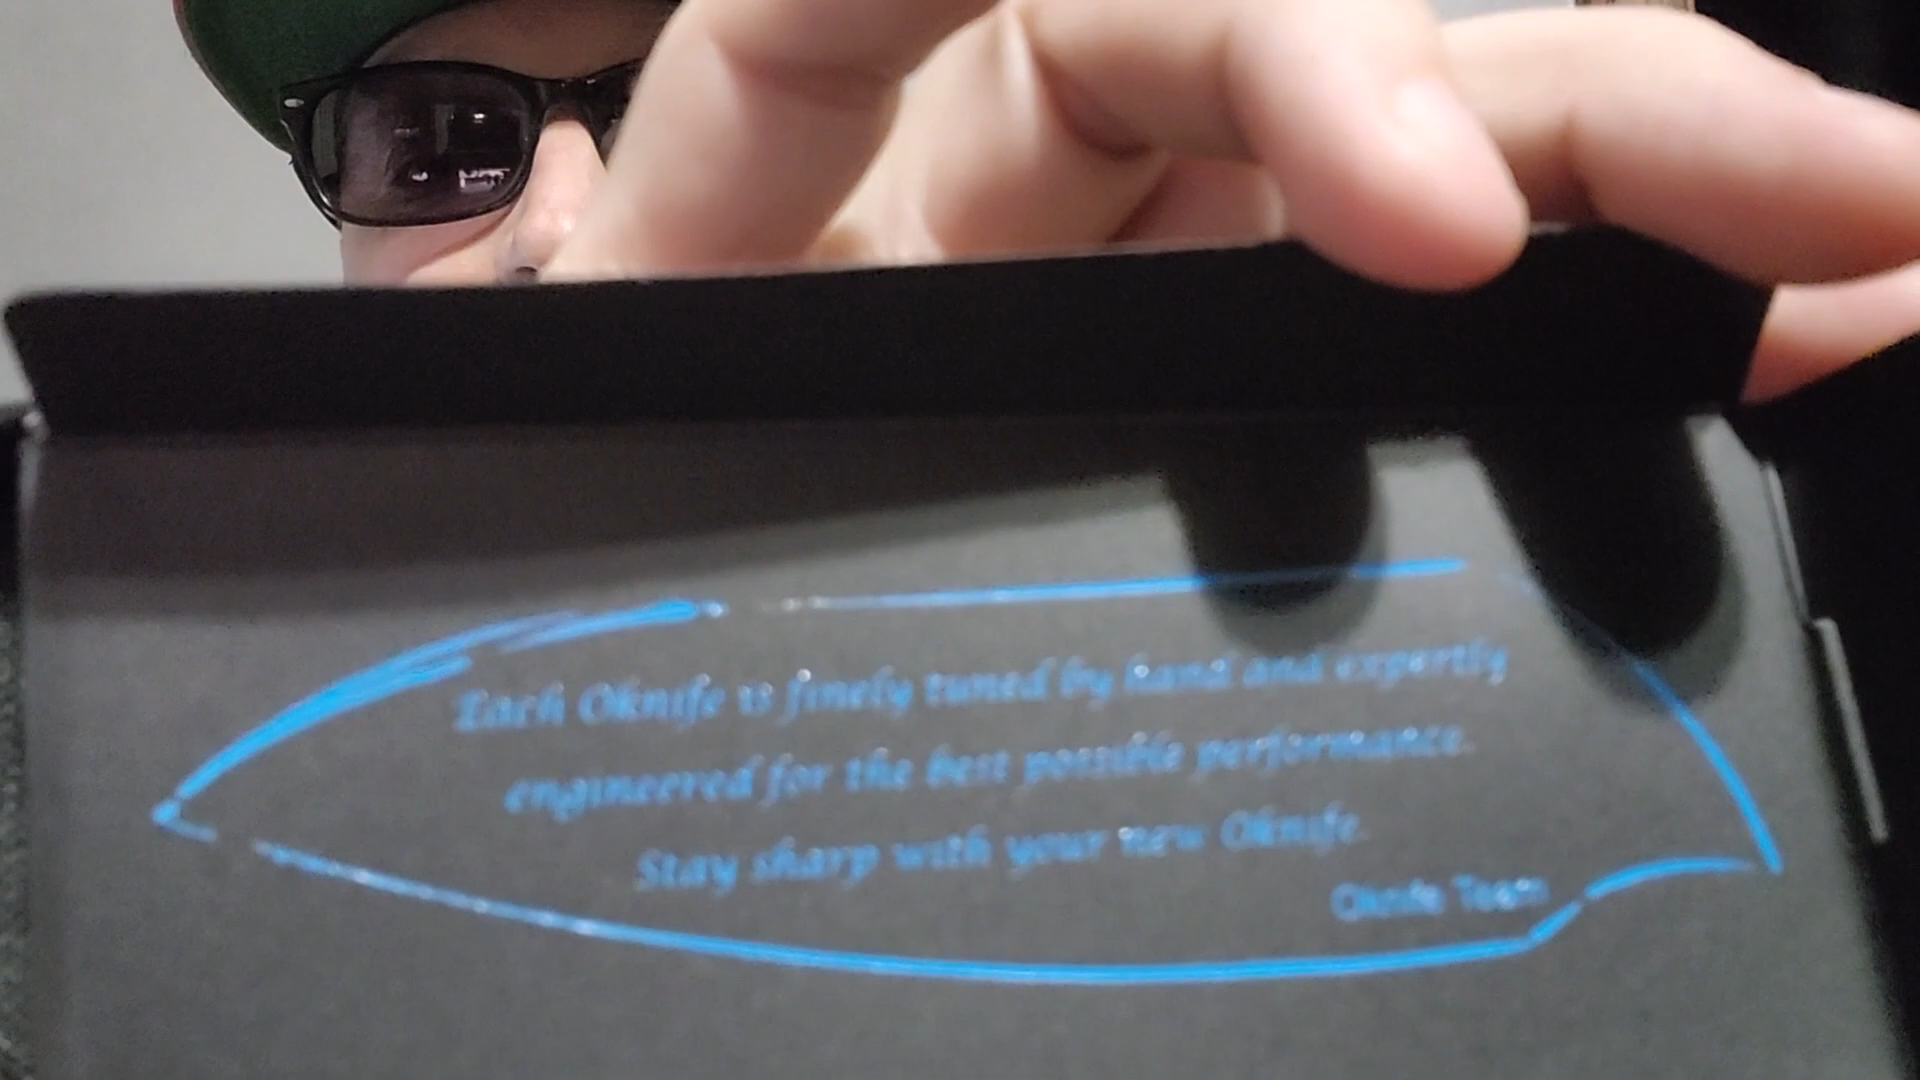 Each Oknife is finely tuned by hand and expertly
engineered for the best possible performance.
Stay sharp with your new Oknife.
Oknife Team